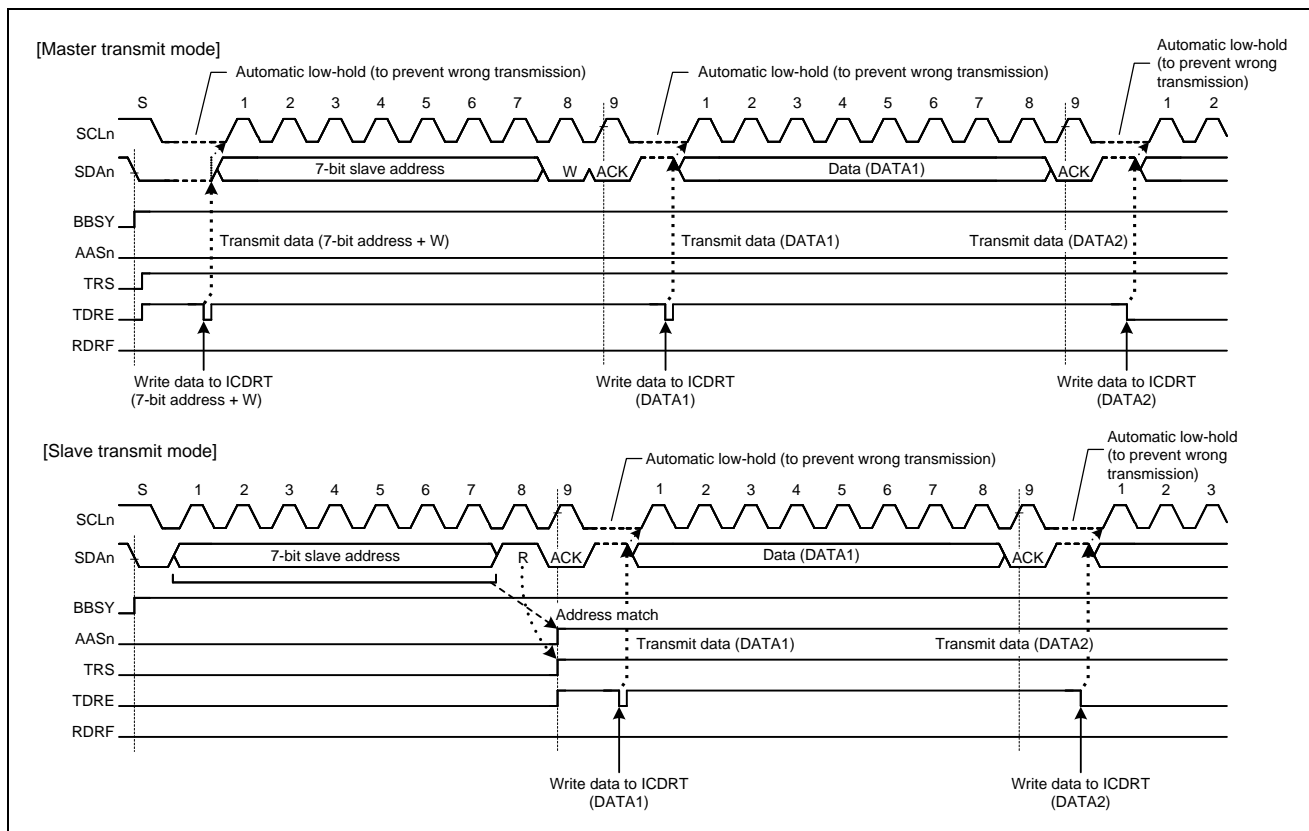 [Master transmit mode]
Automatic low-hold (to prevent wrong transmission)
Automatic low-hold (to prevent wrong transmission)
Automatic low-hold
(to prevent wrong
transmission)
S 1 2 3 4 5 6 7 8 9 1 2 3 4 5 6 7 8 9 1 2
SCLn
SDAn 7-bit slave address W ACK Data (DATA1) ACK
BBSY
Transmit data (7-bit address + W) Transmit data (DATA1) Transmit data (DATA2)
AASn
TRS
TDRE
RDRF
Write data to ICDRT
(7-bit address + W)
Write data to ICDRT
(DATA1)
Write data to ICDRT
(DATA2)
[Slave transmit mode]
Automatic low-hold (to prevent wrong transmission)
Automatic low-hold
(to prevent wrong
transmission)
S 1 2 3 4 5 6 7 8 9 1 2 3 4 5 6 7 8 9 1 2 3
SCLn
SDAn 7-bit slave address R ACK Data (DATA1) ACK
BBSY
Address match
AASn
Transmit data (DATA1) Transmit data (DATA2)
TRS
TDRE
RDRF
Write data to ICDRT
(DATA1)
Write data to ICDRT
(DATA2)